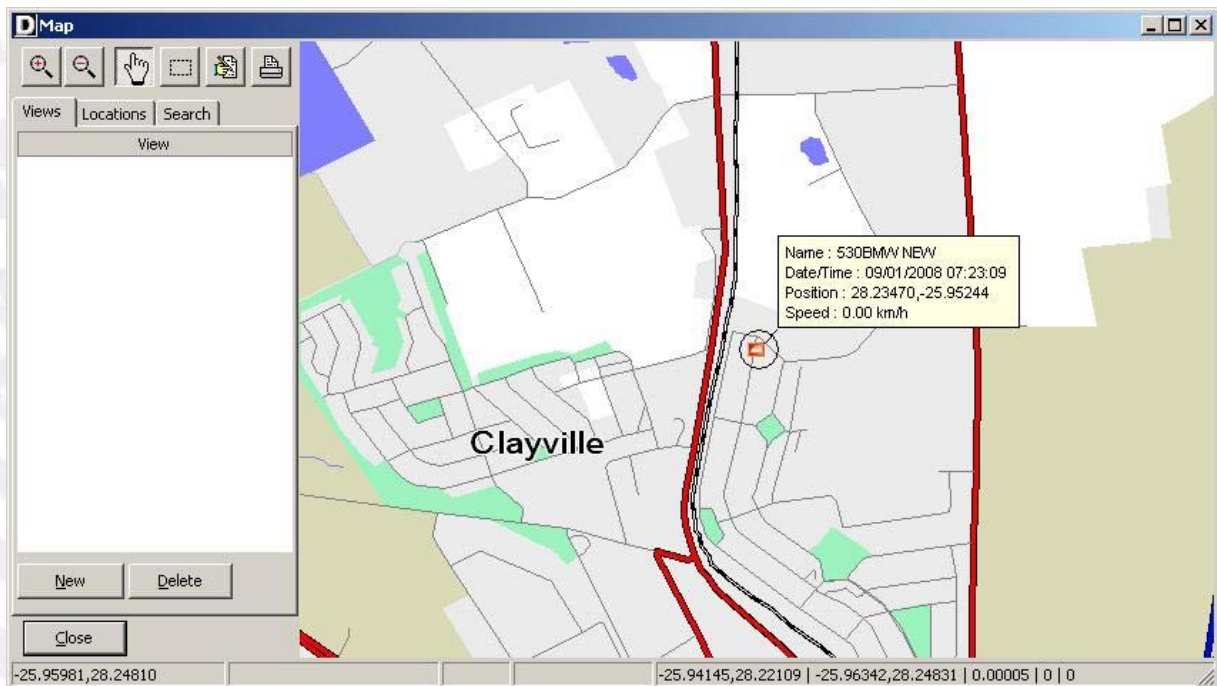 D Map
Views
Locations
Search
View
Name : 530BMW NEW
Date/Time : 09/01/2008 07:23:09
Position : 28.23470,-25.95244
Speed : 0.00 km/h
Clayville
New
Delete
Close
-25.95981,28.24810
-25.94145,28.22109 | -25.96342,28.24831 | 0.00005 | 0 | 0